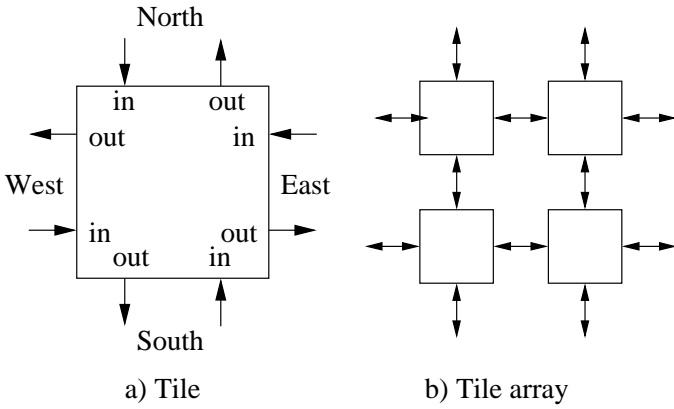 North
in out
out in
West East
in out
out in
South
a) Tile
b) Tile array